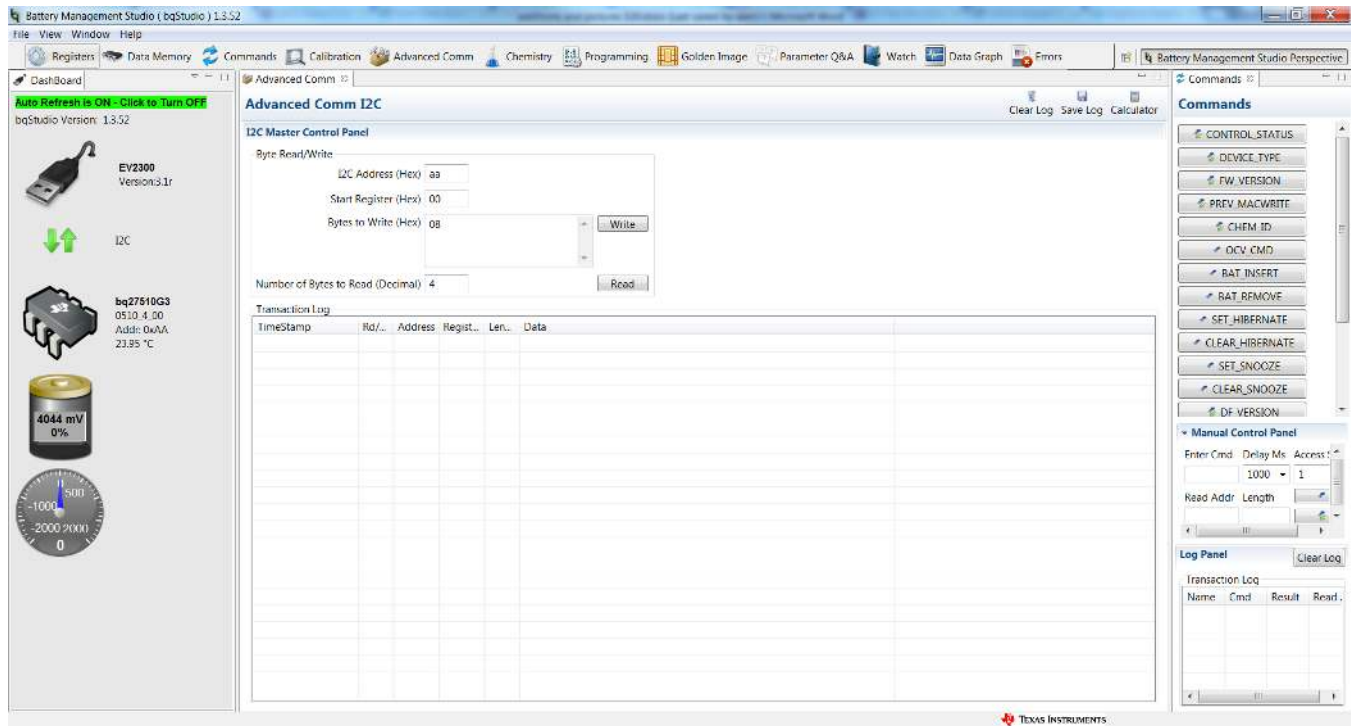 Battery Management Studio ( bqStudio ) 1.3.52
File View Window Help
Registers Data Memory Commands Calibration Advanced Comm Chemistry Programming Golden Image Parameter Q&A Watch Data Graph Errors Battery Management Studio Perspective
DashBoard
Auto Refresh is ON - Click to Turn OFF
bqStudio Version: 1.3.52
EV2300
Version:3.1r
I2C
bq27510G3
0510_4_00
Addr: 0xAA
23.95 °C
4044 mV
0%
500
-1000
-2000 2000
0
Advanced Comm
Advanced Comm I2C
Clear Log Save Log Calculator
I2C Master Control Panel
Byte Read/Write
I2C Address (Hex) aa
Start Register (Hex) 00
Bytes to Write (Hex) 08 Write
Number of Bytes to Read (Decimal) 4 Read
Transaction Log
TimeStamp Rd/... Address Regist... Len... Data
Commands
Commands
CONTROL_STATUS
DEVICE_TYPE
FW_VERSION
PREV_MACWRITE
CHEM_ID
OCV_CMD
BAT_INSERT
BAT_REMOVE
SET_HIBERNATE
CLEAR_HIBERNATE
SET_SNOOZE
CLEAR_SNOOZE
DF_VERSION
Manual Control Panel
Enter Cmd Delay Ms Access
1000 1
Read Addr Length
Log Panel Clear Log
Transaction Log
Name Cmd Result Read
TEXAS INSTRUMENTS